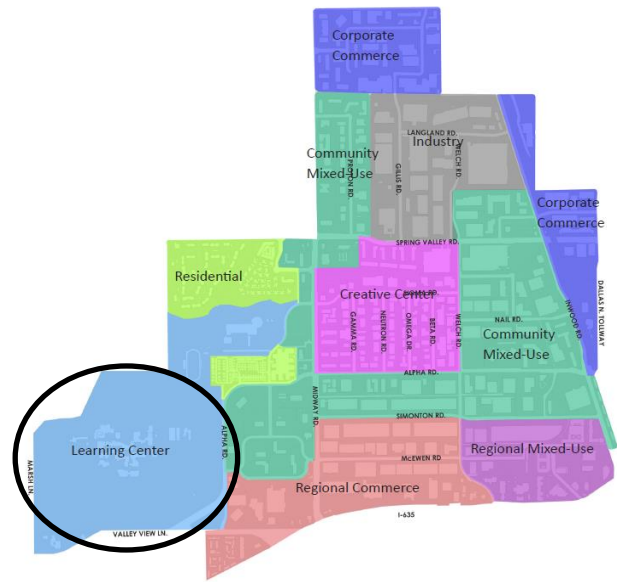 Corporate
Commerce
LANGLAND RD.
Industry
WELCH RD.
Community
Mixed-Use
PROTON RD.
GILLIS RD.
Corporate
Commerce
SPRING VALLEY RD.
Residential
DALLAS N. TOLLWAY
Creative Center
INWOOD RD.
GAMMA RD.
NEUTRON RD.
OMEGA DR.
BETA RD.
WELCH RD.
NAIL RD.
Community
Mixed-Use
ALPHA RD.
MIDWAY RD.
SIMONTON RD.
ALPHA RD.
Learning Center
Regional Mixed-Use
McEWEN RD
MARSH LN.
Regional Commerce
I-635
VALLEY VIEW LN.